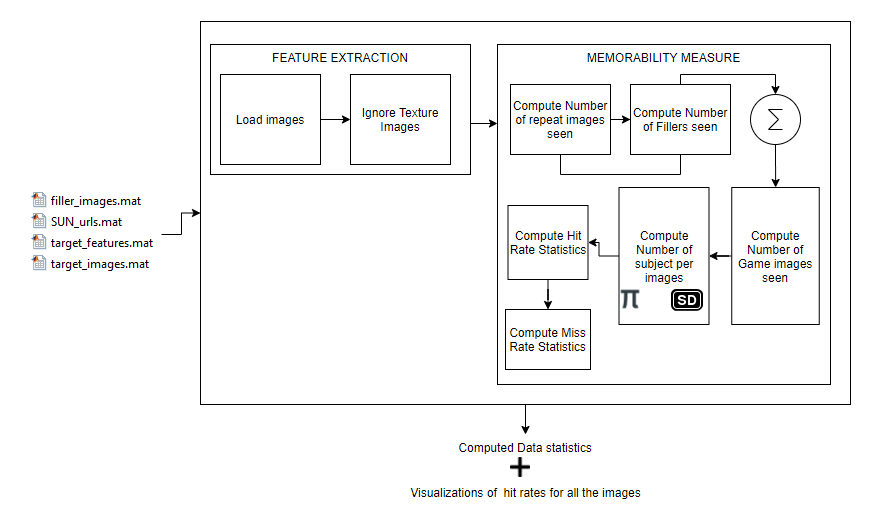 FEATURE EXTRACTION
Load images
Ignore Texture
Images
MEMORABILITY MEASURE
Compute Number
of repeat images
seen
Compute Number
of Fillers seen
Σ
filler_images.mat
SUN_urls.mat
target_features.mat
target_images.mat
Compute Hit
Rate Statistics
Compute
Number of
subject per
images
π
SD
Compute
Number of
Game images
seen
Compute Miss
Rate Statistics
Computed Data statistics
+
Visualizations of hit rates for all the images